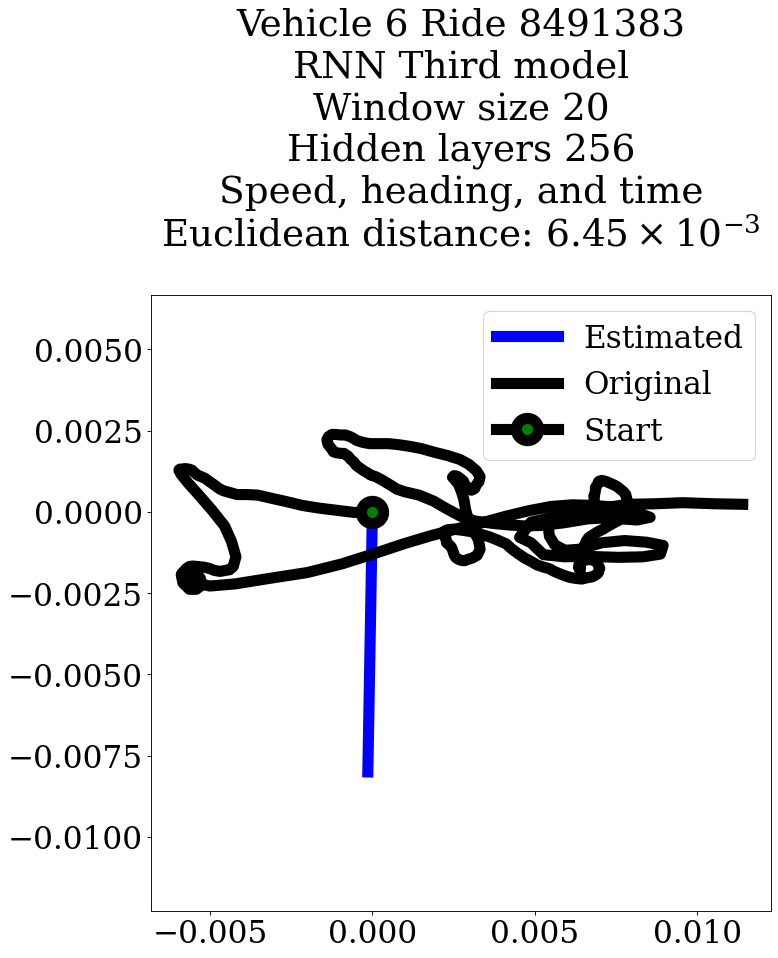 Vehicle 6 Ride 8491383
RNN Third model
Window size 20
Hidden layers 256
Speed, heading, and time
Euclidean distance: 6.45 × 10⁻³
Estimated
Original
Start
0.0050
0.0025
0.0000
−0.0025
−0.0050
−0.0075
−0.0100
−0.005 0.000 0.005 0.010